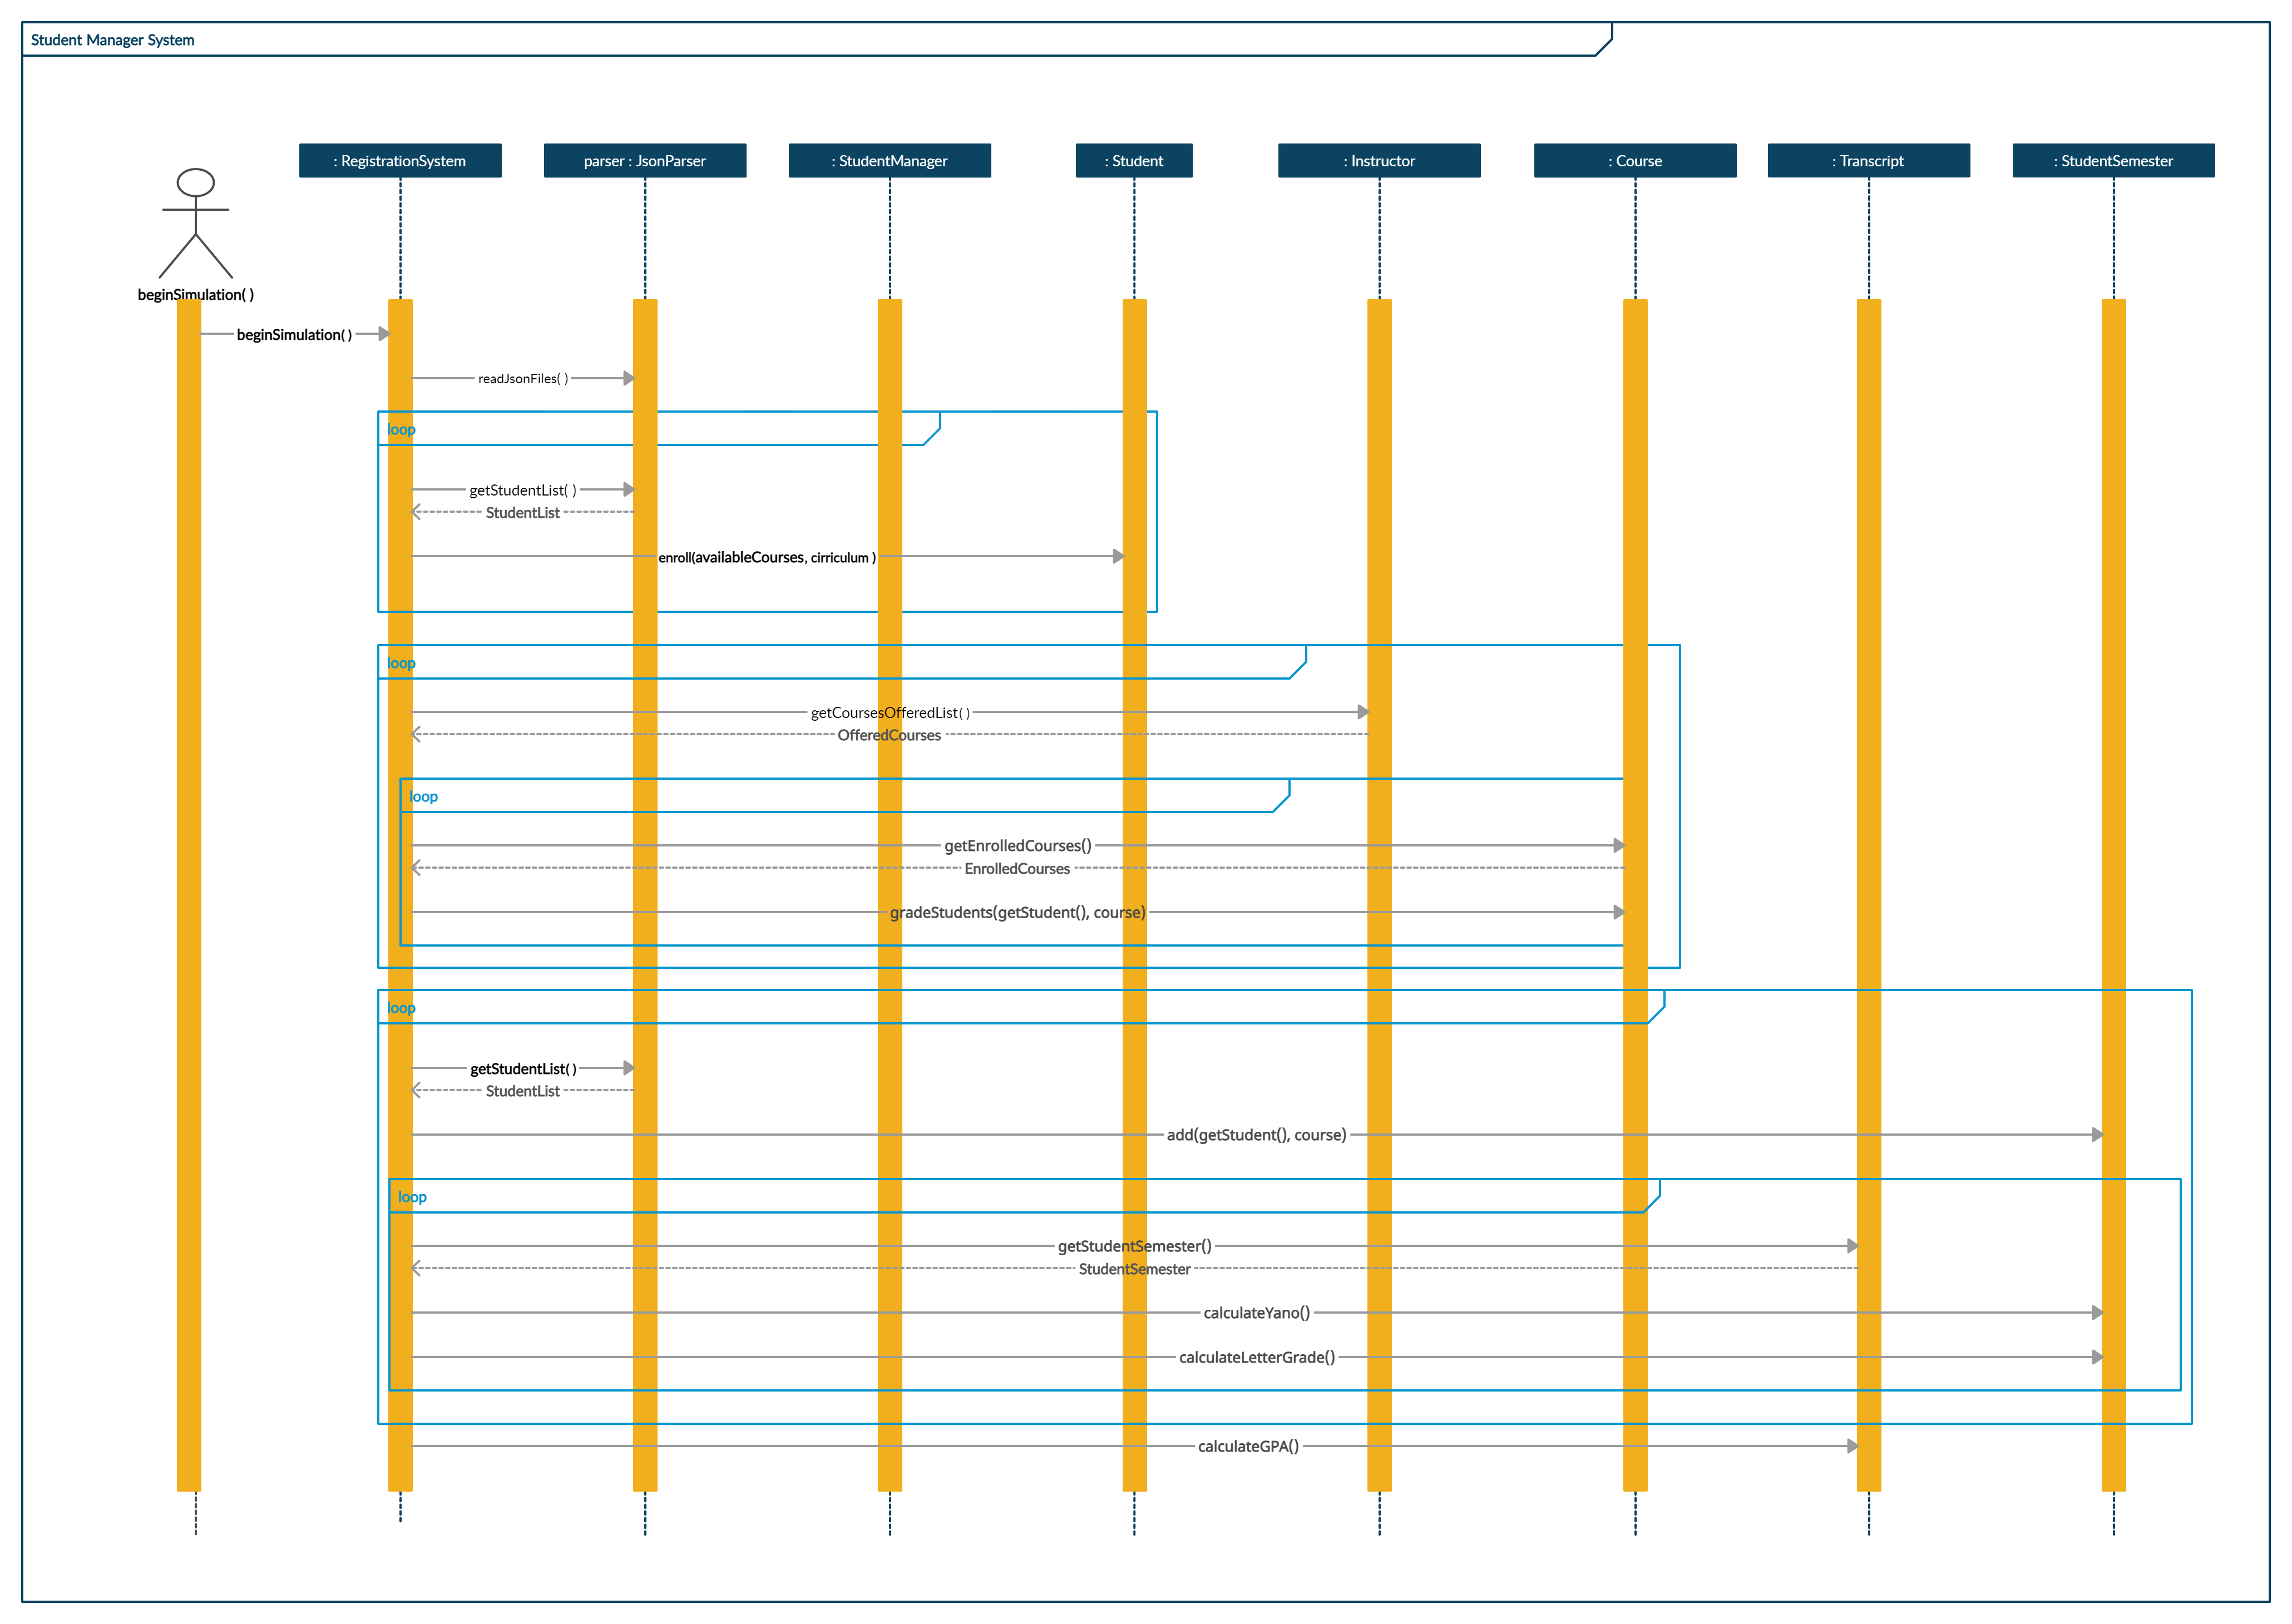 Student Manager System
: RegistrationSystem
parser : JsonParser
: StudentManager
: Student
: Instructor
: Course
: Transcript
: StudentSemester
beginSimulation( )
beginSimulation( )
readJsonFiles( )
loop
getStudentList( )
StudentList
enroll(availableCourses, cirriculum )
loop
getCoursesOfferedList( )
OfferedCourses
loop
getEnrolledCourses()
EnrolledCourses
gradeStudents(getStudent(), course)
loop
getStudentList( )
StudentList
add(getStudent(), course)
loop
getStudentSemester()
StudentSemester
calculateYano()
calculateLetterGrade()
calculateGPA()